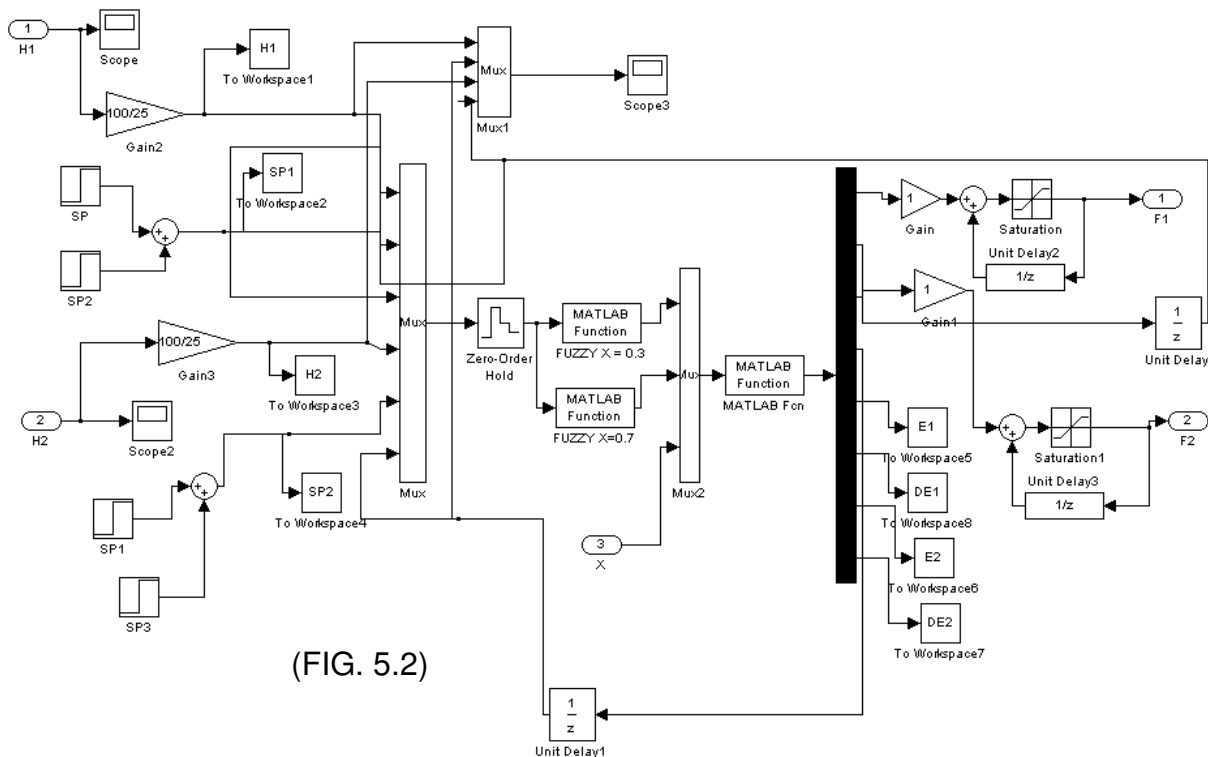 1
H1
Scope
H1
To Workspace1
Mux
Mux1
Scope3
100/25
Gain2
SP
SP1
To Workspace2
SP2
100/25
Gain3
H2
To Workspace3
2
H2
Scope2
SP1
SP3
SP2
To Workspace4
Mux
Mux
Zero-Order
Hold
MATLAB
Function
FUZZY X = 0.3
MATLAB
Function
FUZZY X=0.7
Mux
Mux2
3
X
MATLAB
Function
MATLAB Fcn
1
Gain
Saturation
1
F1
Unit Delay2
1/z
1
Gain1
1
z
Unit Delay
E1
To Workspace5
DE1
To Workspace8
E2
To Workspace6
DE2
To Workspace7
Saturation1
2
F2
Unit Delay3
1/z
1
z
Unit Delay1
(FIG. 5.2)